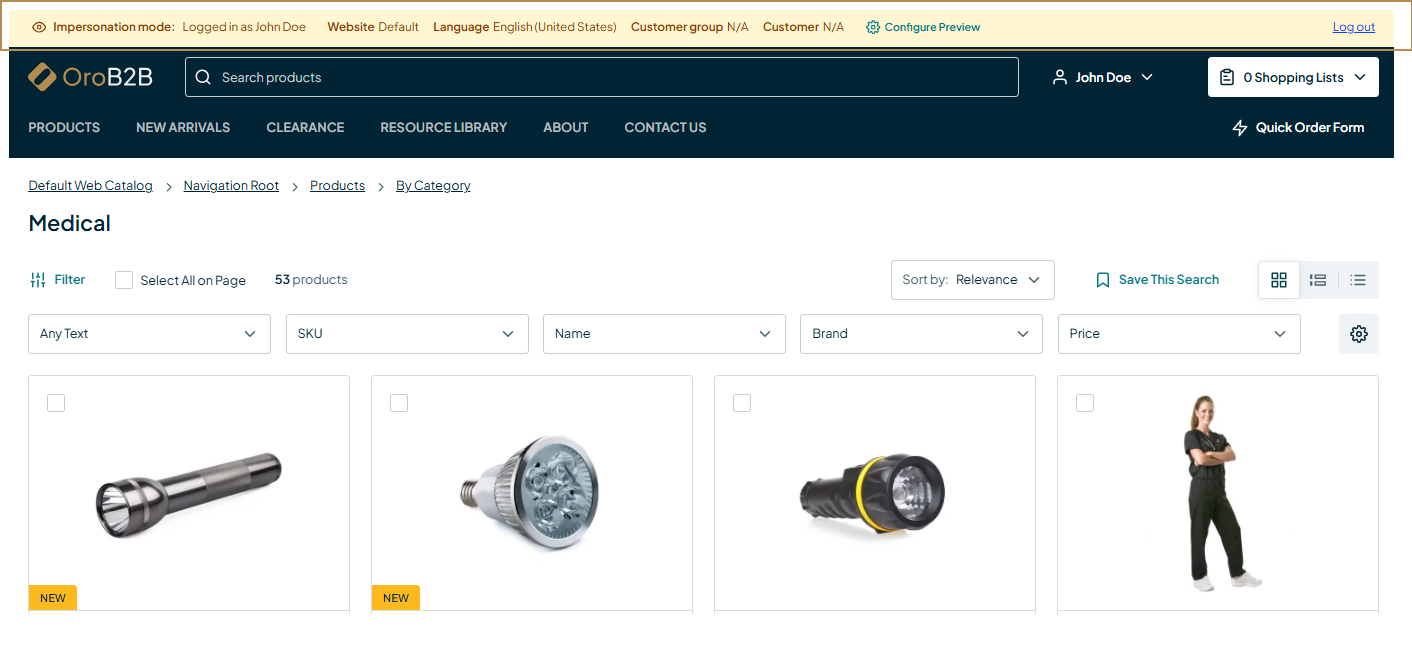 Impersonation mode: Logged in as John Doe Website Default Language English (United States) Customer group N/A Customer N/A Configure Preview Log out
OroB2B Search products John Doe 0 Shopping Lists
PRODUCTS NEW ARRIVALS CLEARANCE RESOURCE LIBRARY ABOUT CONTACT US Quick Order Form
Default Web Catalog > Navigation Root > Products > By Category
Medical
Filter Select All on Page 53 products Sort by: Relevance Save This Search
Any Text SKU Name Brand Price
NEW NEW